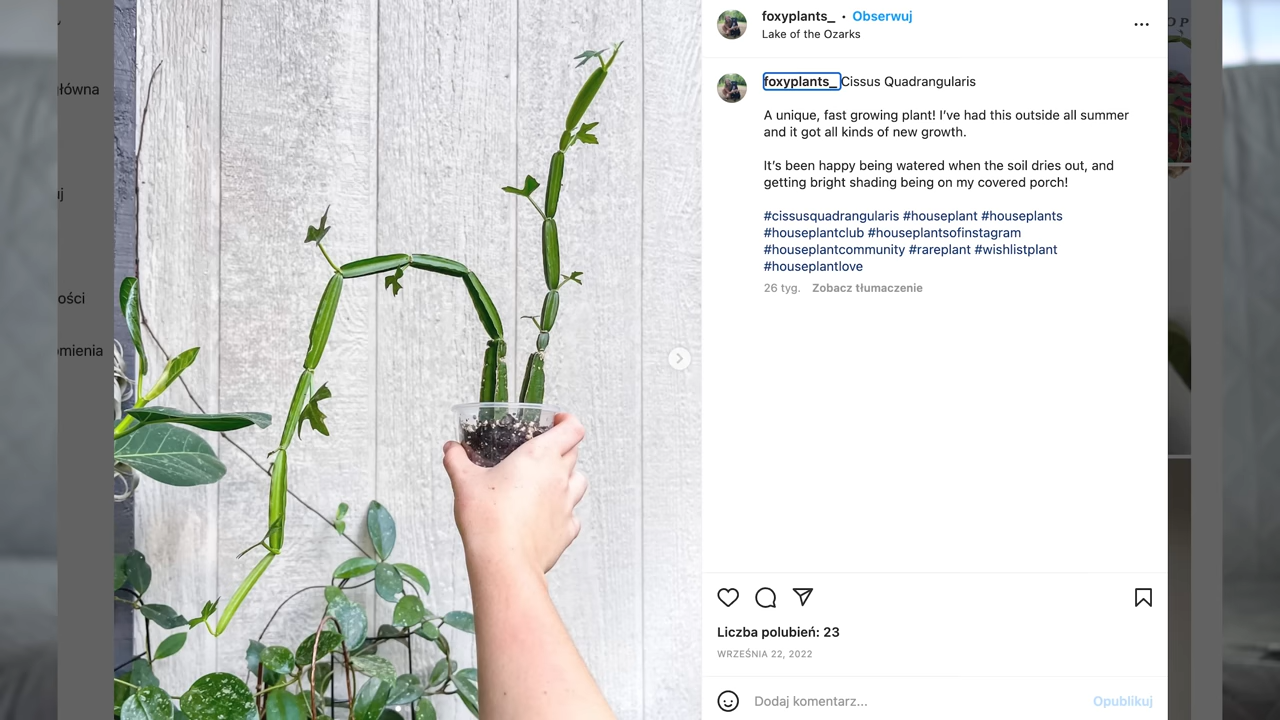 główna
uj
ości
omienia
foxyplants_ • Obserwuj
Lake of the Ozarks
foxyplants_ Cissus Quadrangularis
A unique, fast growing plant! I've had this outside all summer
and it got all kinds of new growth.
It's been happy being watered when the soil dries out, and
getting bright shading being on my covered porch!
#cissusquadrangularis #houseplant #houseplants
#houseplantclub #houseplantsofinstagram
#houseplantcommunity #rareplant #wishlistplant
#houseplantlove
26 tyg. Zobacz tłumaczenie
Liczba polubień: 23
WRZEŚNIA 22, 2022
Dodaj komentarz...
Opublikuj